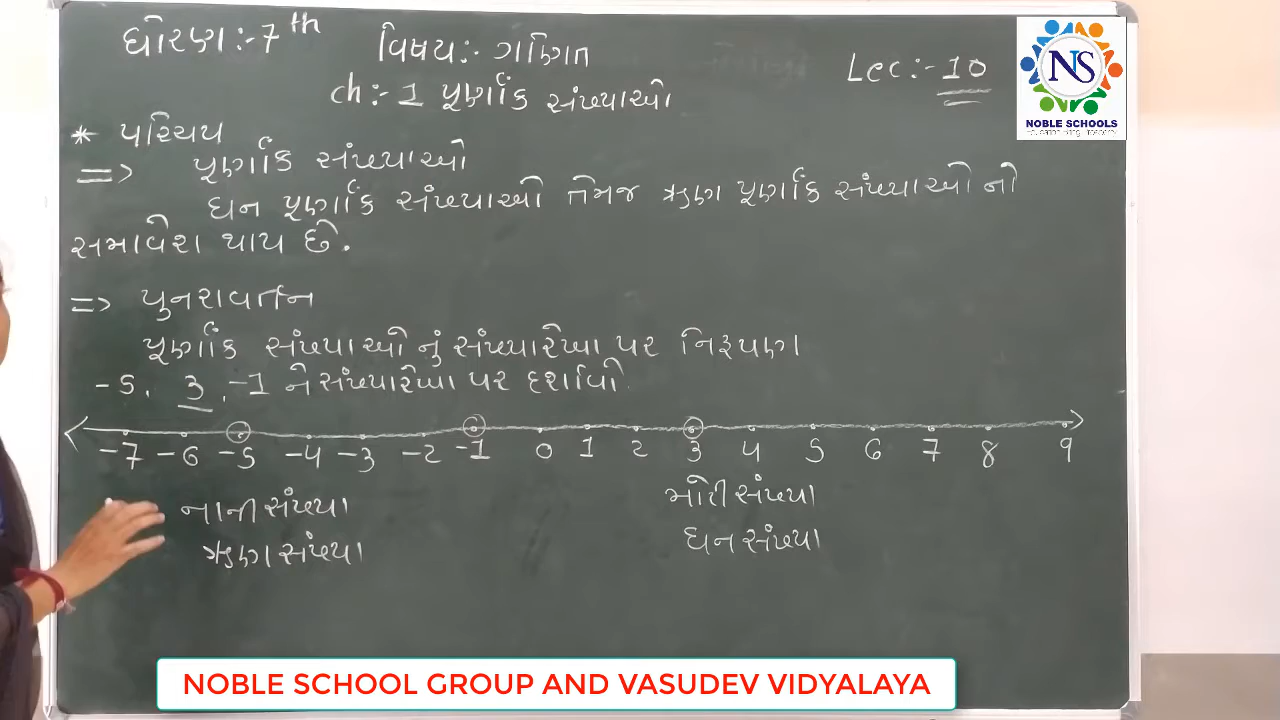 ધોરણ:-7th
વિષય:- ગણિત
Lec:-10
ch:-1 પૂર્ણાંક સંખ્યાઓ
NS
NOBLE SCHOOLS
* પરિચય
=> પૂર્ણાંક સંખ્યાઓ
ધન પૂર્ણાંક સંખ્યાઓ તેમજ ઋણ પૂર્ણાંક સંખ્યાઓ નો
સમાવેશ થાય છે.
=> પુનરાવર્તન
પૂર્ણાંક સંખ્યાઓનું સંખ્યારેખા પર નિરૂપણ
-5, 3, -1 ને સંખ્યારેખા પર દર્શાવો.
-7 -6 -5 -4 -3 -2 -1 0 1 2 3 4 5 6 7 8 9
નાની સંખ્યા
મોટી સંખ્યા
ઋણ સંખ્યા
ધન સંખ્યા
NOBLE SCHOOL GROUP AND VASUDEV VIDYALAYA